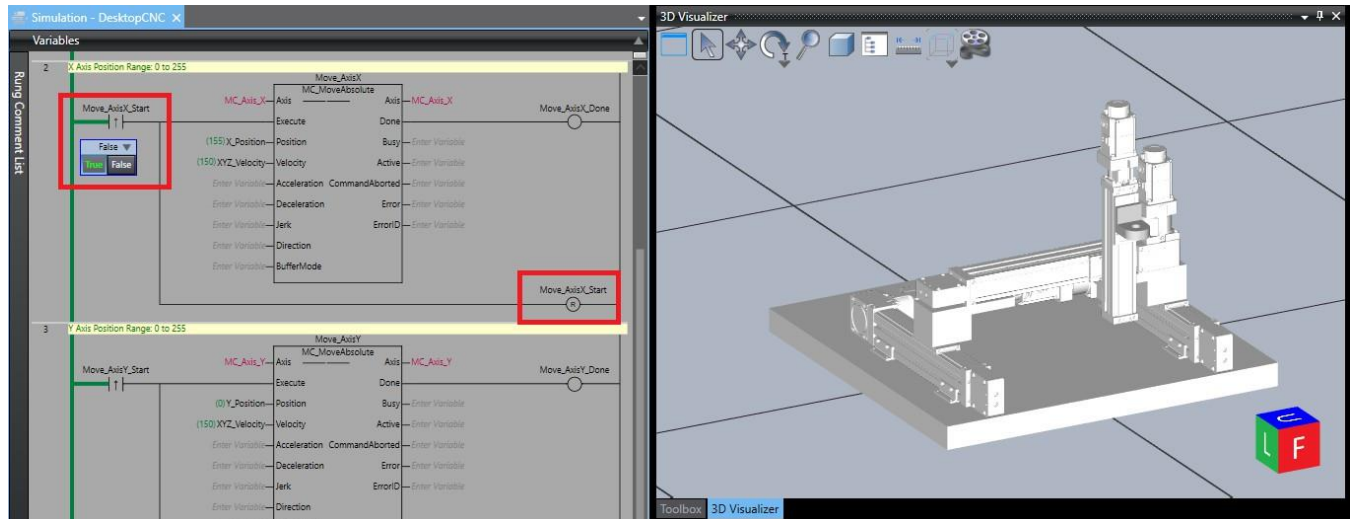 Simulation - DesktopCNC
Variables
Rung Comment List
2 X Axis Position Range: 0 to 255
Move_AxisX
MC_MoveAbsolute
Move_AxisX_Start
MC_Axis_X Axis Axis MC_Axis_X
Move_AxisX_Done
Execute Done
False
True False
(155) X_Position Position Busy Enter Variable
(150) XYZ_Velocity Velocity Active Enter Variable
Enter Variable Acceleration CommandAborted Enter Variable
Enter Variable Deceleration Error Enter Variable
Enter Variable Jerk ErrorID Enter Variable
Enter Variable Direction
Enter Variable BufferMode
Move_AxisX_Start
R
3 Y Axis Position Range: 0 to 255
Move_AxisY
MC_MoveAbsolute
Move_AxisY_Start
MC_Axis_Y Axis Axis MC_Axis_Y
Move_AxisY_Done
Execute Done
(0) Y_Position Position Busy Enter Variable
(150) XYZ_Velocity Velocity Active Enter Variable
Enter Variable Acceleration CommandAborted Enter Variable
Enter Variable Deceleration Error Enter Variable
Enter Variable Jerk ErrorID Enter Variable
Enter Variable Direction
3D Visualizer
U
L F
Toolbox 3D Visualizer